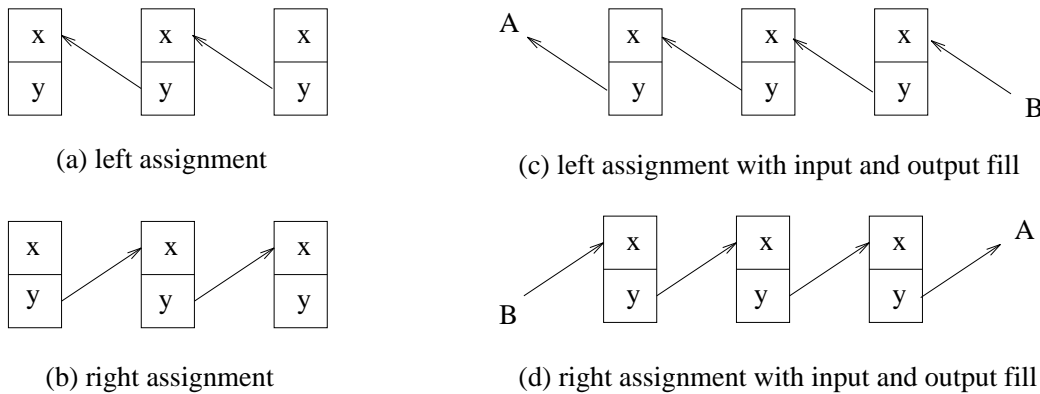 x x x
y y y
(a) left assignment
A x x x
y y y B
(c) left assignment with input and output fill
x x x
y y y
(b) right assignment
x x x A
B y y y
(d) right assignment with input and output fill